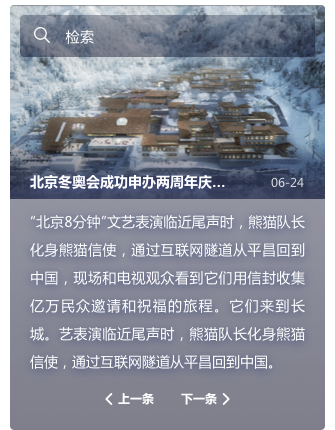 检索
北京冬奥会成功申办两周年庆...
06-24
“北京8分钟”文艺表演临近尾声时，熊猫队长
化身熊猫信使，通过互联网隧道从平昌回到
中国，现场和电视观众看到它们用信封收集
亿万民众邀请和祝福的旅程。它们来到长
城。艺表演临近尾声时，熊猫队长化身熊猫
信使，通过互联网隧道从平昌回到中国。
上一条 下一条